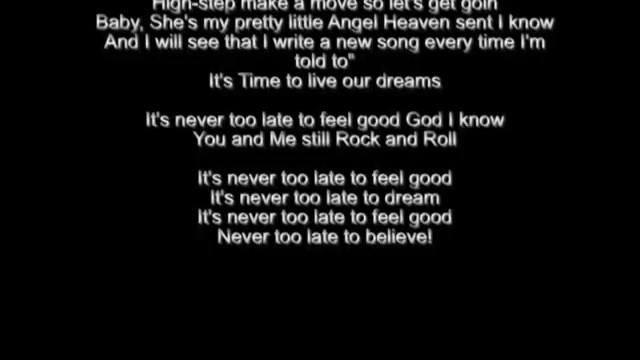 High-step make a move so let's get goin
Baby, She's my pretty little Angel Heaven sent I know
And I will see that I write a new song every time I'm
told to"
It's Time to live our dreams
It's never too late to feel good God I know
You and Me still Rock and Roll
It's never too late to feel good
It's never too late to dream
It's never too late to feel good
Never too late to believe!